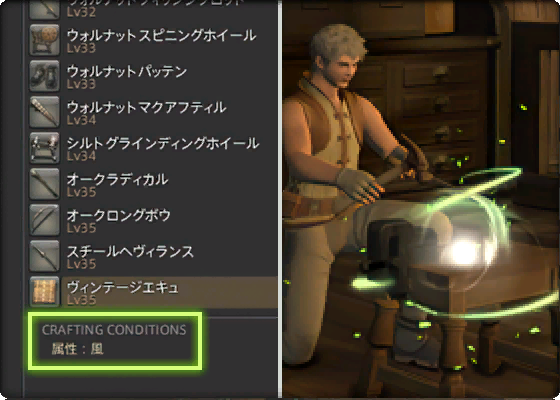 Lv32
ウォルナットスピニングホイール
Lv33
ウォルナットパッテン
Lv33
ウォルナットマクアフティル
Lv34
シルトグラインディングホイール
Lv34
オークラディカル
Lv35
オークロングボウ
Lv35
スチールヘヴィランス
Lv35
ヴィンテージエキュ
Lv35
CRAFTING CONDITIONS
属性：風